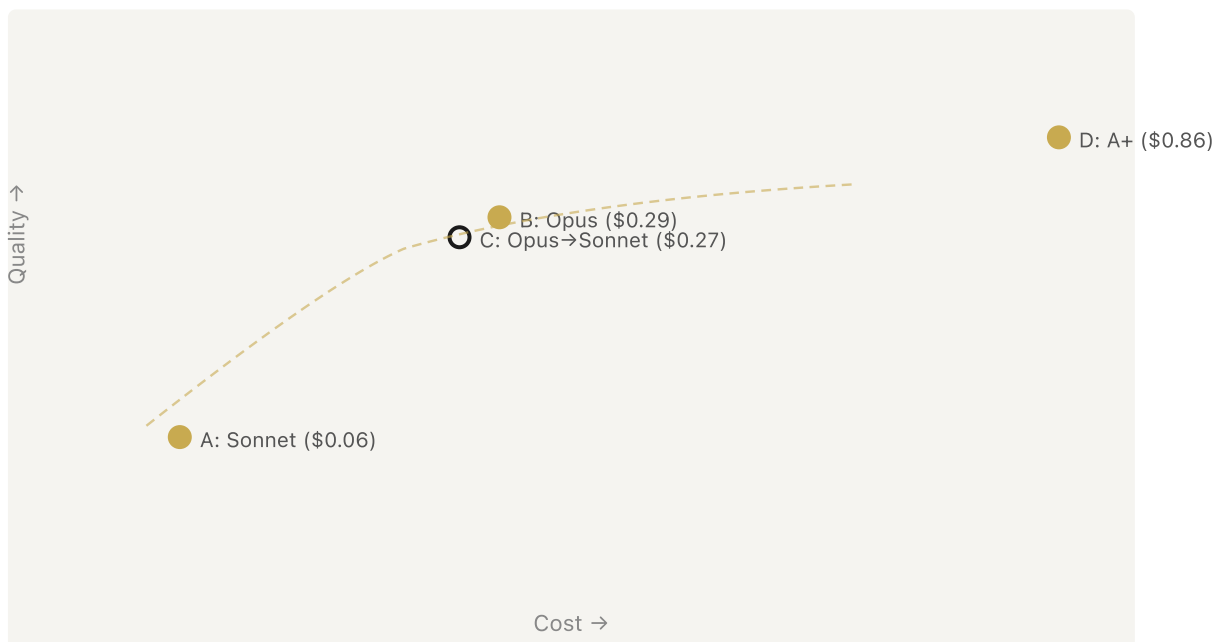 D: A+ ($0.86)
Quality →
B: Opus ($0.29)
C: Opus→Sonnet ($0.27)
A: Sonnet ($0.06)
Cost →